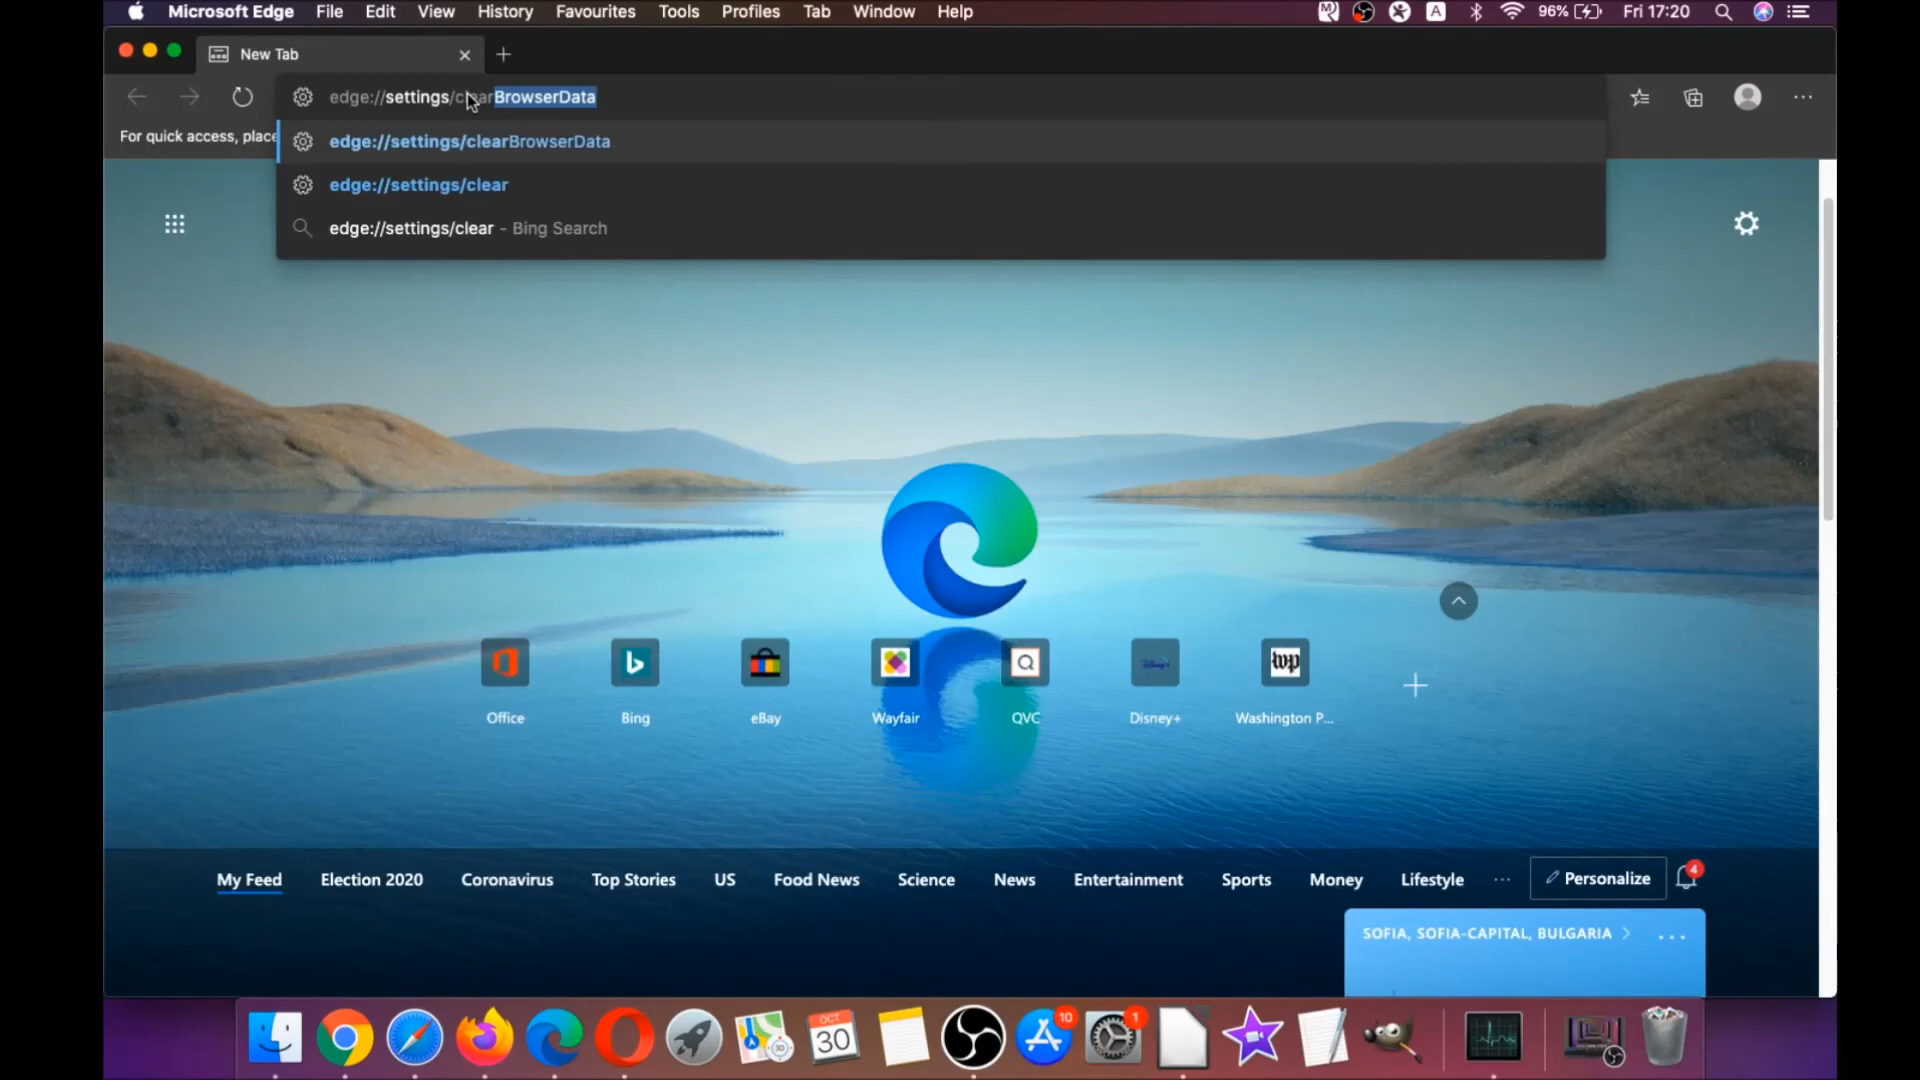 Microsoft Edge File Edit View History Favourites Tools Profiles Tab Window Help
96% Fri 17:20
New Tab
edge://settings/clearBrowserData
For quick access, place
edge://settings/clearBrowserData
edge://settings/clear
edge://settings/clear - Bing Search
Office Bing eBay Wayfair QVC Disney+ Washington P...
My Feed Election 2020 Coronavirus Top Stories US Food News Science News Entertainment Sports Money Lifestyle ... Personalize 4
SOFIA, SOFIA-CAPITAL, BULGARIA
OCT
30
10
1